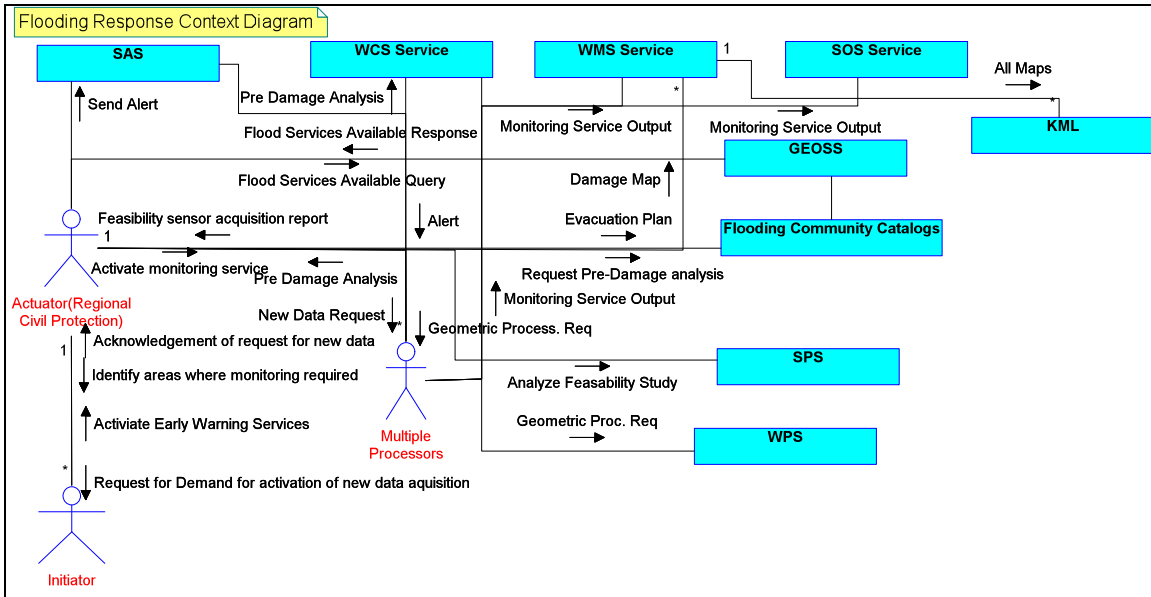 Flooding Response Context Diagram
SAS
WCS Service
WMS Service
1
SOS Service
All Maps
Send Alert
Pre Damage Analysis
*
*
Monitoring Service Output
Monitoring Service Output
KML
Flood Services Available Response
GEOSS
Flood Services Available Query
Damage Map
Feasibility sensor acquisition report
Alert
Evacuation Plan
Flooding Community Catalogs
1
Activate monitoring service
Pre Damage Analysis
Request Pre-Damage analysis
Actuator(Regional
Civil Protection)
New Data Request
*
Monitoring Service Output
Geometric Process. Req
1
Acknowledgement of request for new data
Identify areas where monitoring required
SPS
Analyze Feasability Study
Activiate Early Warning Services
Geometric Proc. Req
Multiple
Processors
WPS
*
Request for Demand for activation of new data aquisition
Initiator